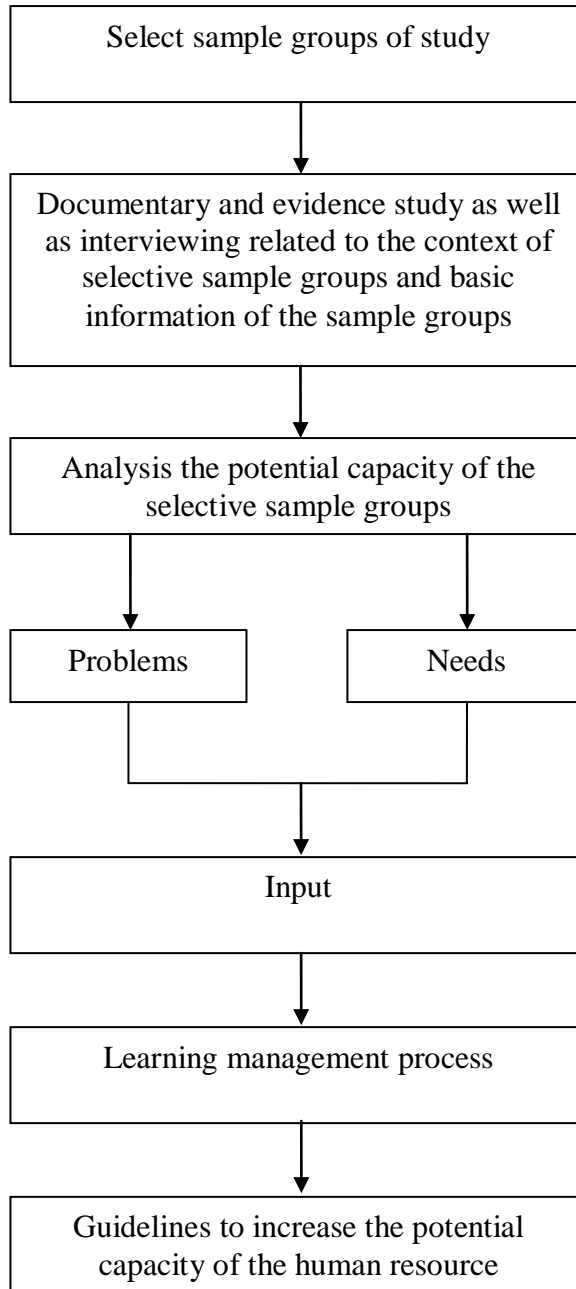 Select sample groups of study
Documentary and evidence study as well
as interviewing related to the context of
selective sample groups and basic
information of the sample groups
Analysis the potential capacity of the
selective sample groups
Problems
Needs
Input
Learning management process
Guidelines to increase the potential
capacity of the human resource